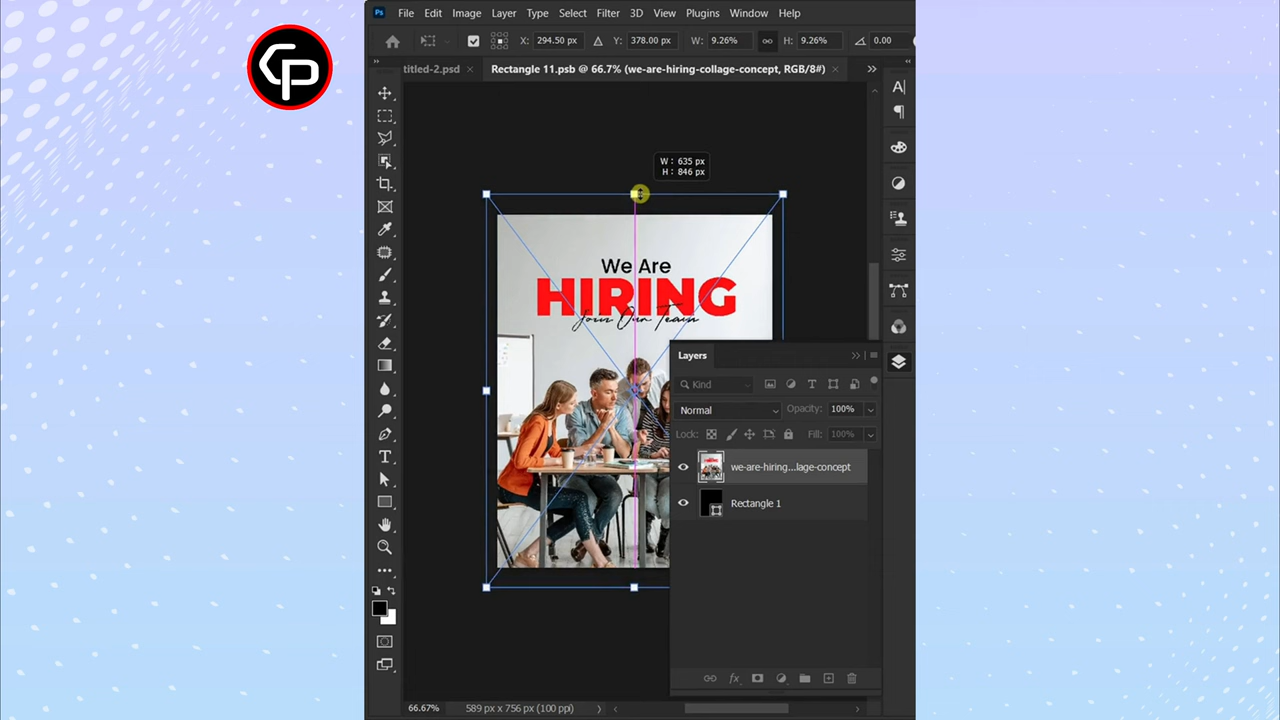 CP
Ps File Edit Image Layer Type Select Filter 3D View Plugins Window Help
X: 294.50 px Y: 378.00 px W: 9.26% H: 9.26% 0.00
titled-2.psd × Rectangle 11.psb @ 66.7% (we-are-hiring-collage-concept, RGB/8#) ×
W: 635 px
H: 846 px
We Are
HIRING
Join Our Team
Layers
Kind
Normal Opacity: 100%
Lock: Fill: 100%
we-are-hiring...lage-concept
Rectangle 1
fx
66.67% 589 px x 756 px (100 ppi)